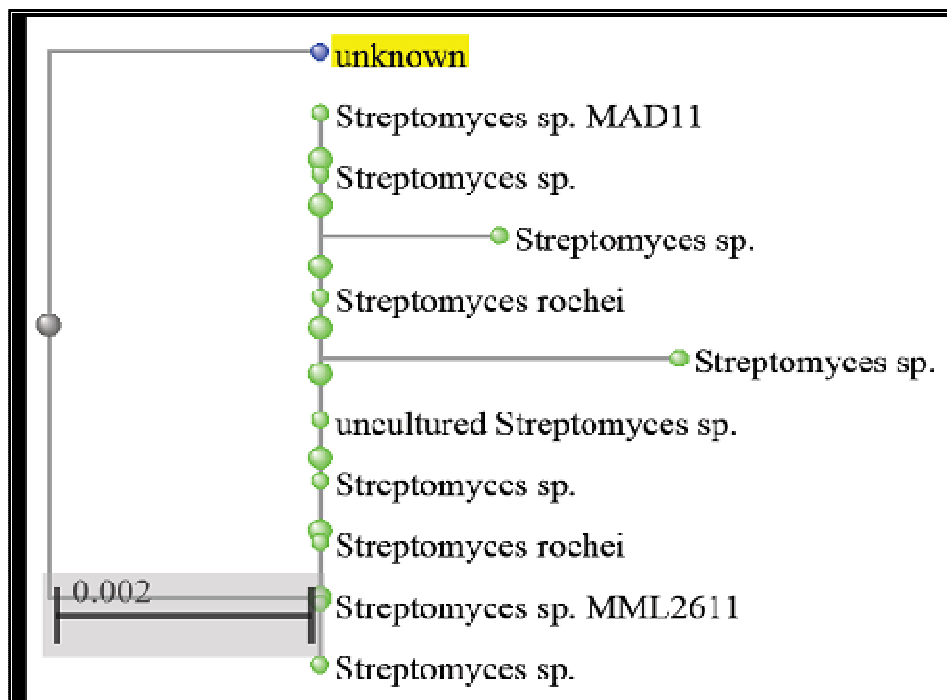 unknown
Streptomyces sp. MAD11
Streptomyces sp.
Streptomyces sp.
Streptomyces rochei
Streptomyces sp.
uncultured Streptomyces sp.
Streptomyces sp.
Streptomyces rochei
0.002
Streptomyces sp. MML2611
Streptomyces sp.